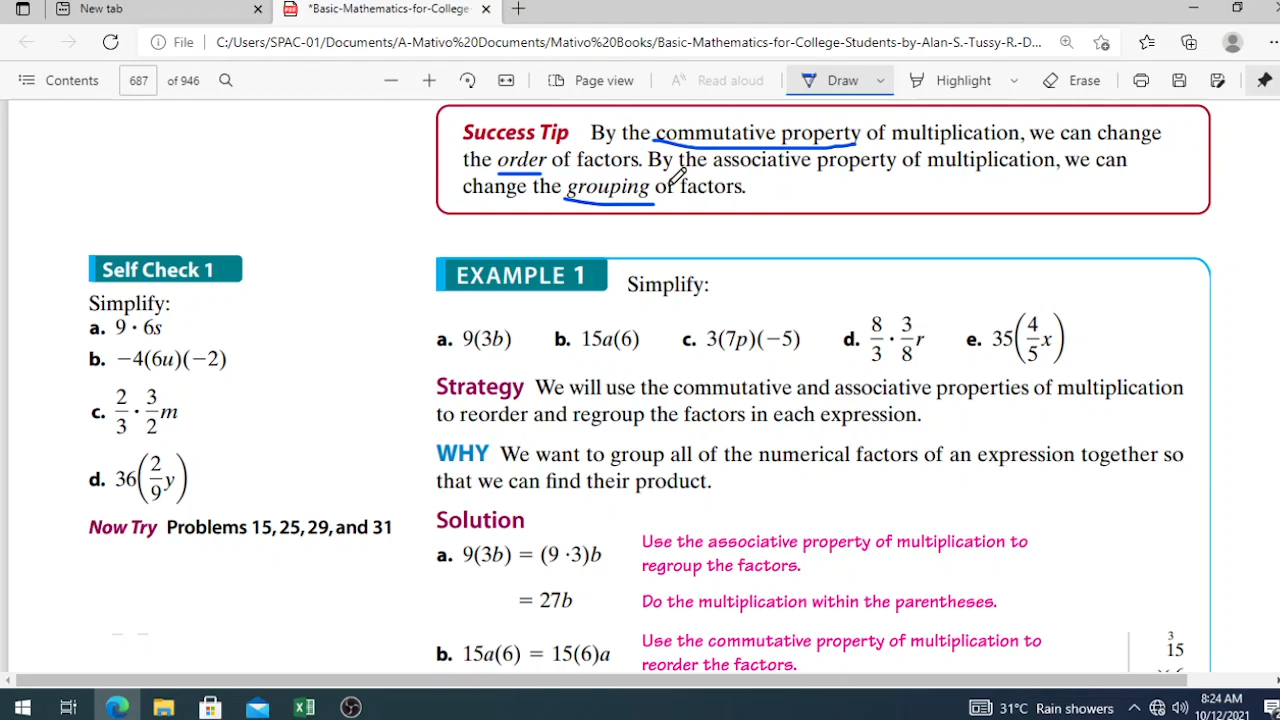 New tab
*Basic-Mathematics-for-College-
File
C:/Users/SPAC-01/Documents/A-Mativo%20Documents/Mativo%20Books/Basic-Mathematics-for-College-Students-by-Alan-S.-Tussy-R.-D...
Contents
687
of 946
Page view
Read aloud
Draw
Highlight
Erase
Success Tip By the commutative property of multiplication, we can change
the order of factors. By the associative property of multiplication, we can
change the grouping of factors.
Self Check 1
Simplify:
a. 9 · 6s
b. −4(6u)(−2)
c. 2/3 · 3/2 m
d. 36(2/9 y)
Now Try Problems 15, 25, 29, and 31
EXAMPLE 1 Simplify:
a. 9(3b) b. 15a(6) c. 3(7p)(−5) d. 8/3 · 3/8 r e. 35(4/5 x)
Strategy We will use the commutative and associative properties of multiplication
to reorder and regroup the factors in each expression.
WHY We want to group all of the numerical factors of an expression together so
that we can find their product.
Solution
a. 9(3b) = (9 ·3)b Use the associative property of multiplication to
regroup the factors.
= 27b Do the multiplication within the parentheses.
b. 15a(6) = 15(6)a Use the commutative property of multiplication to
reorder the factors.
3
15
31°C Rain showers
8:24 AM
10/12/2021